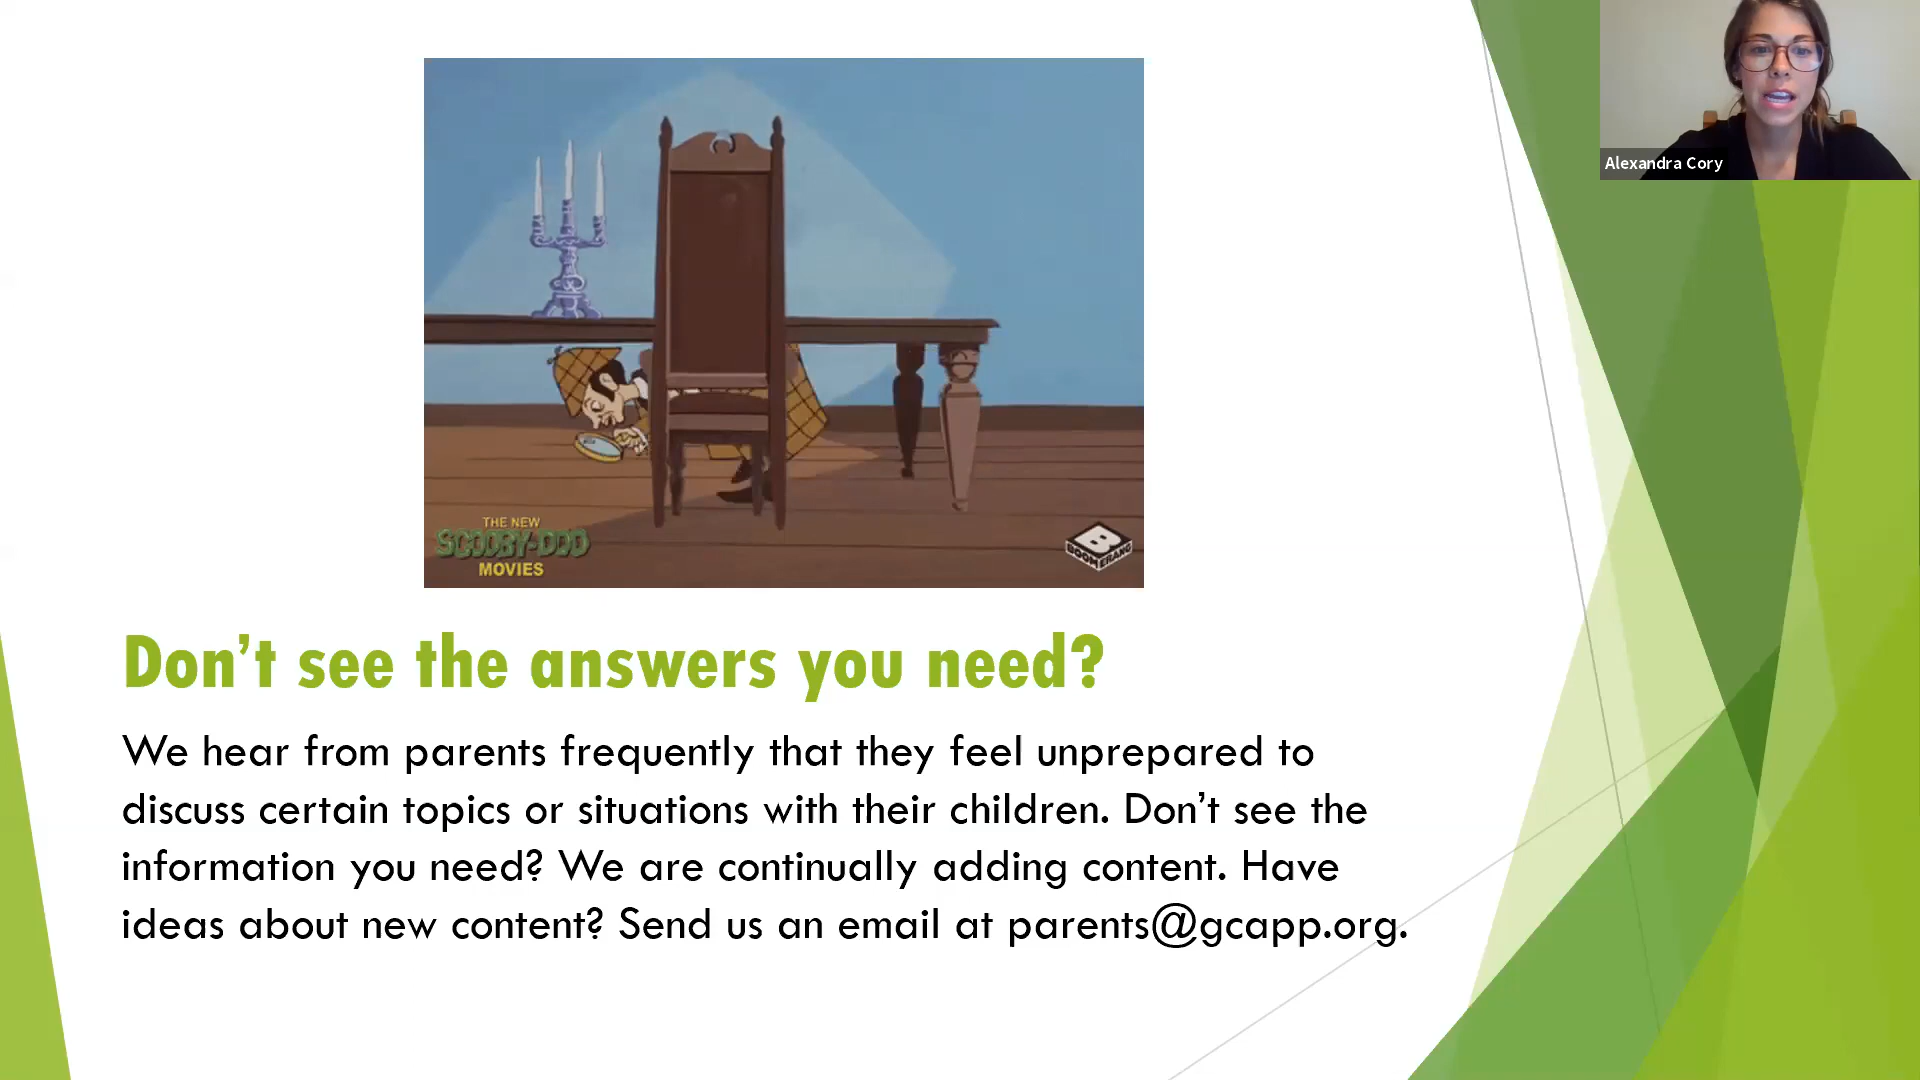 Alexandra Cory
THE NEW
SCOOBY-DOO
MOVIES
B
BOOMERANG
Don’t see the answers you need?
We hear from parents frequently that they feel unprepared to
discuss certain topics or situations with their children. Don’t see the
information you need? We are continually adding content. Have
ideas about new content? Send us an email at parents@gcapp.org.